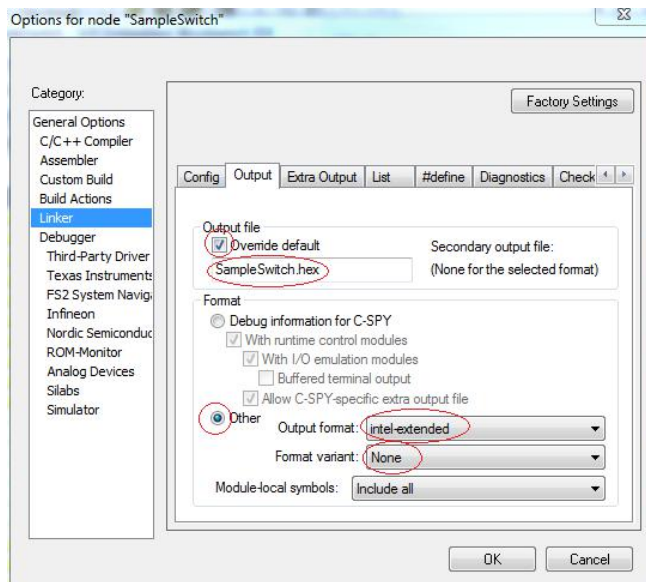 Options for node "SampleSwitch"
Category:
General Options
C/C++ Compiler
Assembler
Custom Build
Build Actions
Linker
Debugger
Third-Party Driver
Texas Instruments
FS2 System Naviga
Infineon
Nordic Semiconduc
ROM-Monitor
Analog Devices
Silabs
Simulator
Factory Settings
Config Output Extra Output List #define Diagnostics Check
Output file
Override default
SampleSwitch.hex
Secondary output file:
(None for the selected format)
Format
Debug information for C-SPY
With runtime control modules
With I/O emulation modules
Buffered terminal output
Allow C-SPY-specific extra output file
Other
Output format: intel-extended
Format variant: None
Module-local symbols: Include all
OK Cancel